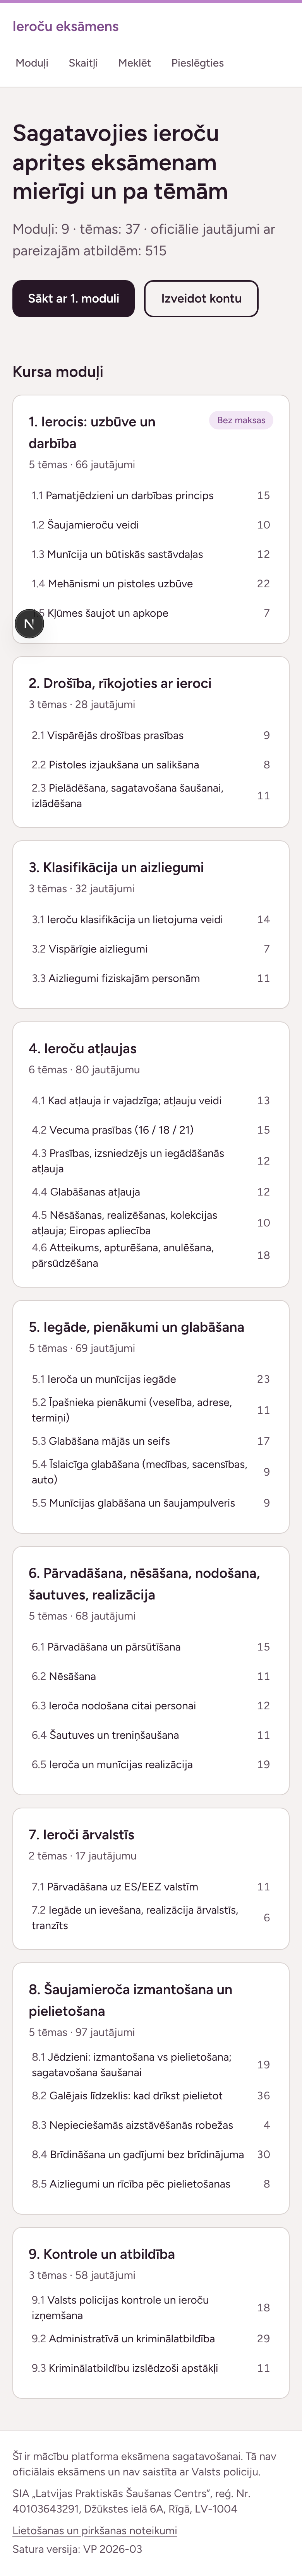 Ieroču eksāmens
Moduļi Skaitļi Meklēt Pieslēgties
Sagatavojies ieroču
aprites eksāmenam
mierīgi un pa tēmām
Moduļi: 9 · tēmas: 37 · oficiālie jautājumi ar
pareizajām atbildēm: 515
Sākt ar 1. moduli Izveidot kontu
Kursa moduļi
1. Ierocis: uzbūve un
darbība
Bez maksas
5 tēmas · 66 jautājumi
1.1 Pamatjēdzieni un darbības princips 15
1.2 Šaujamieroču veidi 10
1.3 Munīcija un būtiskās sastāvdaļas 12
1.4 Mehānismi un pistoles uzbūve 22
N
Kļūmes šaujot un apkope 7
2. Drošība, rīkojoties ar ieroci
3 tēmas · 28 jautājumi
2.1 Vispārējās drošības prasības 9
2.2 Pistoles izjaukšana un salikšana 8
2.3 Pielādēšana, sagatavošana šaušanai,
izlādēšana 11
3. Klasifikācija un aizliegumi
3 tēmas · 32 jautājumi
3.1 Ieroču klasifikācija un lietojuma veidi 14
3.2 Vispārīgie aizliegumi 7
3.3 Aizliegumi fiziskajām personām 11
4. Ieroču atļaujas
6 tēmas · 80 jautājumu
4.1 Kad atļauja ir vajadzīga; atļauju veidi 13
4.2 Vecuma prasības (16 / 18 / 21) 15
4.3 Prasības, izsniedzējs un iegādāšanās
atļauja 12
4.4 Glabāšanas atļauja 12
4.5 Nēsāšanas, realizēšanas, kolekcijas
atļauja; Eiropas apliecība 10
4.6 Atteikums, apturēšana, anulēšana,
pārsūdzēšana 18
5. Iegāde, pienākumi un glabāšana
5 tēmas · 69 jautājumi
5.1 Ieroča un munīcijas iegāde 23
5.2 Īpašnieka pienākumi (veselība, adrese,
termiņi) 11
5.3 Glabāšana mājās un seifs 17
5.4 Īslaicīga glabāšana (medības, sacensības,
auto) 9
5.5 Munīcijas glabāšana un šaujampulveris 9
6. Pārvadāšana, nēsāšana, nodošana,
šautuves, realizācija
5 tēmas · 68 jautājumi
6.1 Pārvadāšana un pārsūtīšana 15
6.2 Nēsāšana 11
6.3 Ieroča nodošana citai personai 12
6.4 Šautuves un treniņšaušana 11
6.5 Ieroča un munīcijas realizācija 19
7. Ieroči ārvalstīs
2 tēmas · 17 jautājumu
7.1 Pārvadāšana uz ES/EEZ valstīm 11
7.2 Iegāde un ievešana, realizācija ārvalstīs,
tranzīts 6
8. Šaujamieroča izmantošana un
pielietošana
5 tēmas · 97 jautājumi
8.1 Jēdzieni: izmantošana vs pielietošana;
sagatavošana šaušanai 19
8.2 Galējais līdzeklis: kad drīkst pielietot 36
8.3 Nepieciešamās aizstāvēšanās robežas 4
8.4 Brīdināšana un gadījumi bez brīdinājuma 30
8.5 Aizliegumi un rīcība pēc pielietošanas 8
9. Kontrole un atbildība
3 tēmas · 58 jautājumi
9.1 Valsts policijas kontrole un ieroču
izņemšana 18
9.2 Administratīvā un kriminālatbildība 29
9.3 Kriminālatbildību izslēdzoši apstākļi 11
Šī ir mācību platforma eksāmena sagatavošanai. Tā nav
oficiālais eksāmens un nav saistīta ar Valsts policiju.
SIA „Latvijas Praktiskās Šaušanas Centrs”, reģ. Nr.
40103643291, Džūkstes ielā 6A, Rīgā, LV-1004
Lietošanas un pirkšanas noteikumi
Satura versija: VP 2026-03